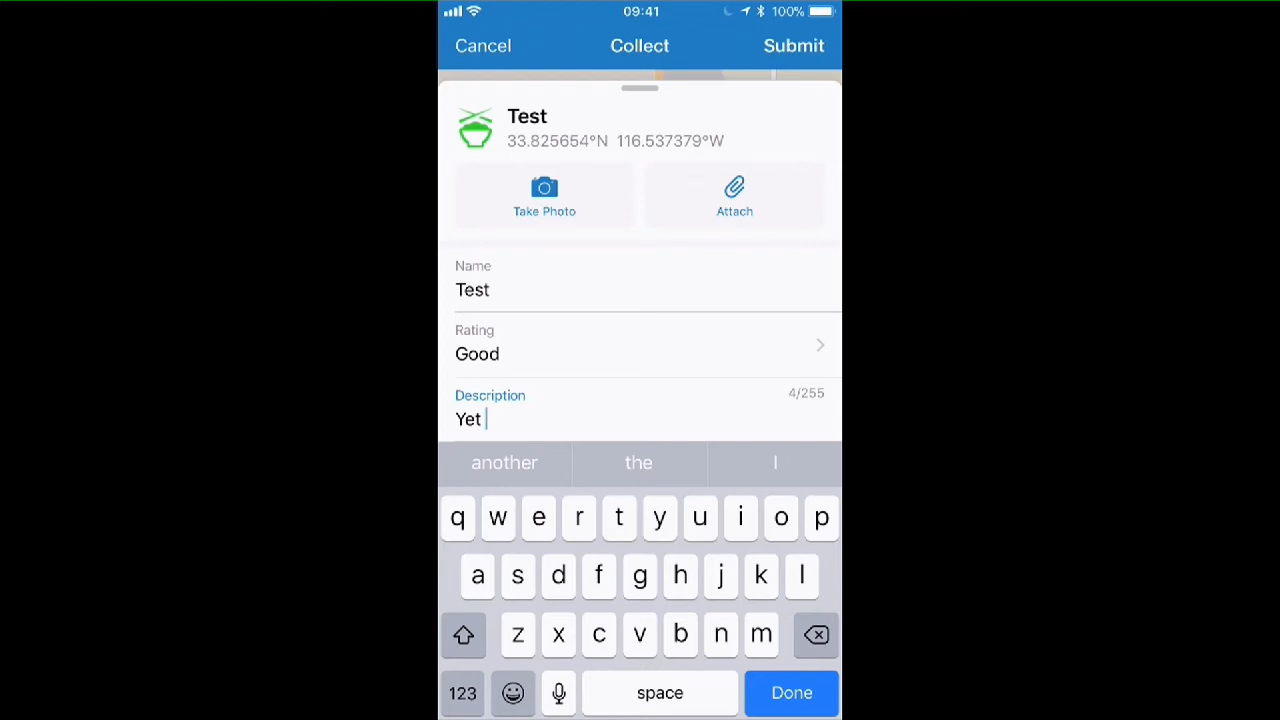 09:41 100%
Cancel Collect Submit
Test
33.825654°N 116.537379°W
Take Photo Attach
Name
Test
Rating
Good
Description 4/255
Yet
another the I
q w e r t y u i o p
a s d f g h j k l
z x c v b n m
123 space Done